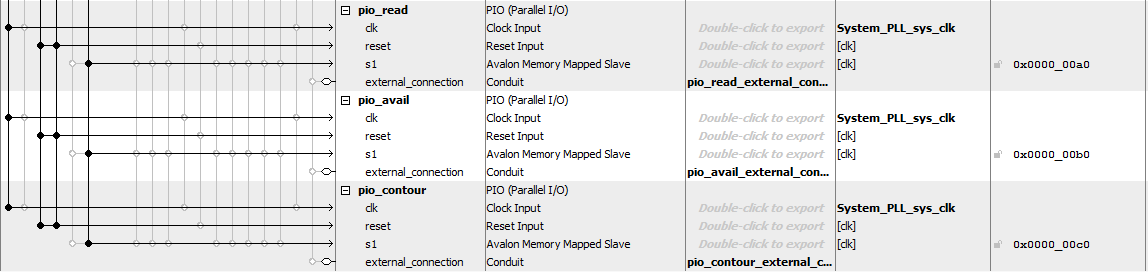 pio_read PIO (Parallel I/O)
clk Clock Input Double-click to export System_PLL_sys_clk
reset Reset Input Double-click to export [clk]
s1 Avalon Memory Mapped Slave Double-click to export [clk] 0x0000_00a0
external_connection Conduit pio_read_external_con...
pio_avail PIO (Parallel I/O)
clk Clock Input Double-click to export System_PLL_sys_clk
reset Reset Input Double-click to export [clk]
s1 Avalon Memory Mapped Slave Double-click to export [clk] 0x0000_00b0
external_connection Conduit pio_avail_external_con...
pio_contour PIO (Parallel I/O)
clk Clock Input Double-click to export System_PLL_sys_clk
reset Reset Input Double-click to export [clk]
s1 Avalon Memory Mapped Slave Double-click to export [clk] 0x0000_00c0
external_connection Conduit pio_contour_external_c...